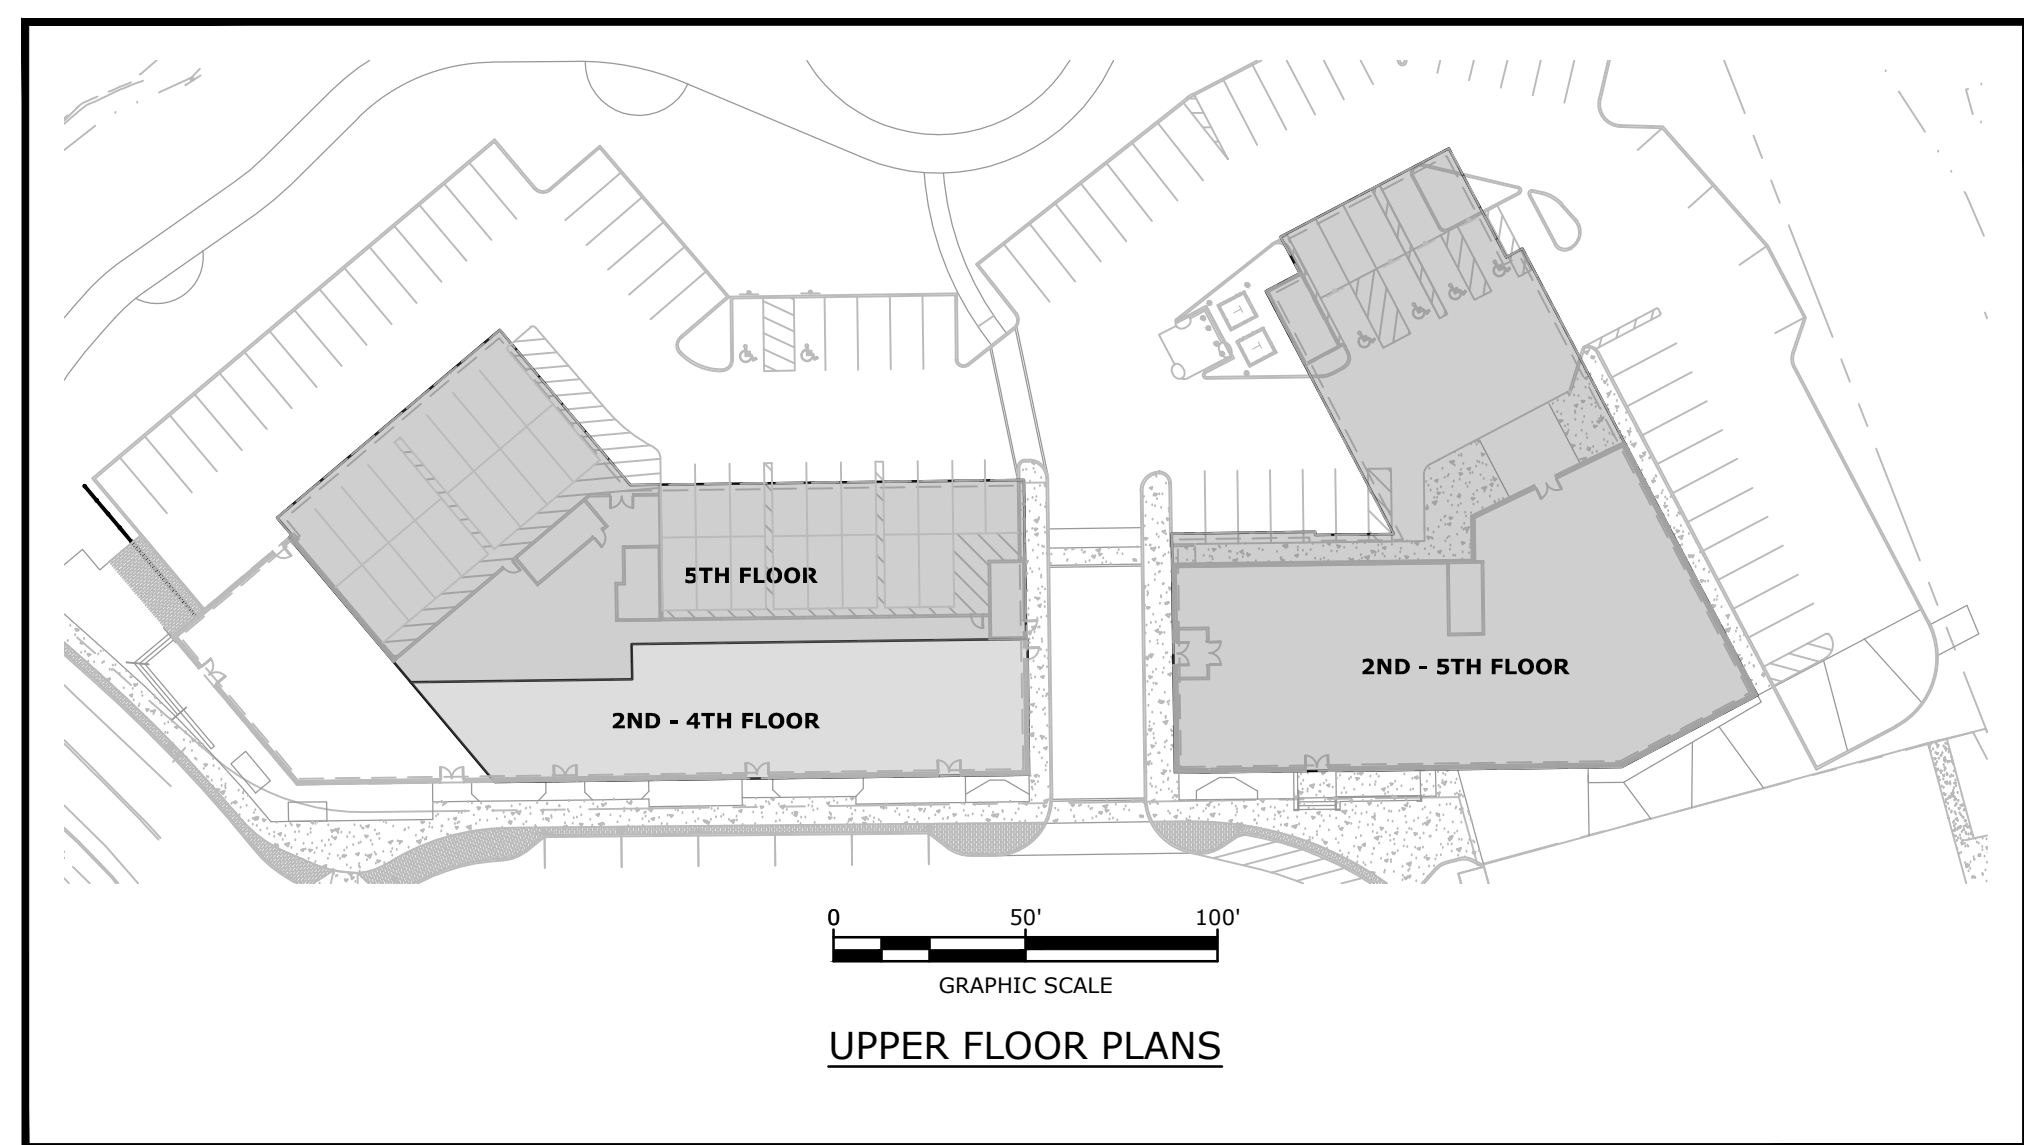 5TH FLOOR
2ND - 4TH FLOOR
2ND - 5TH FLOOR
T
T
0 50' 100'
GRAPHIC SCALE
UPPER FLOOR PLANS